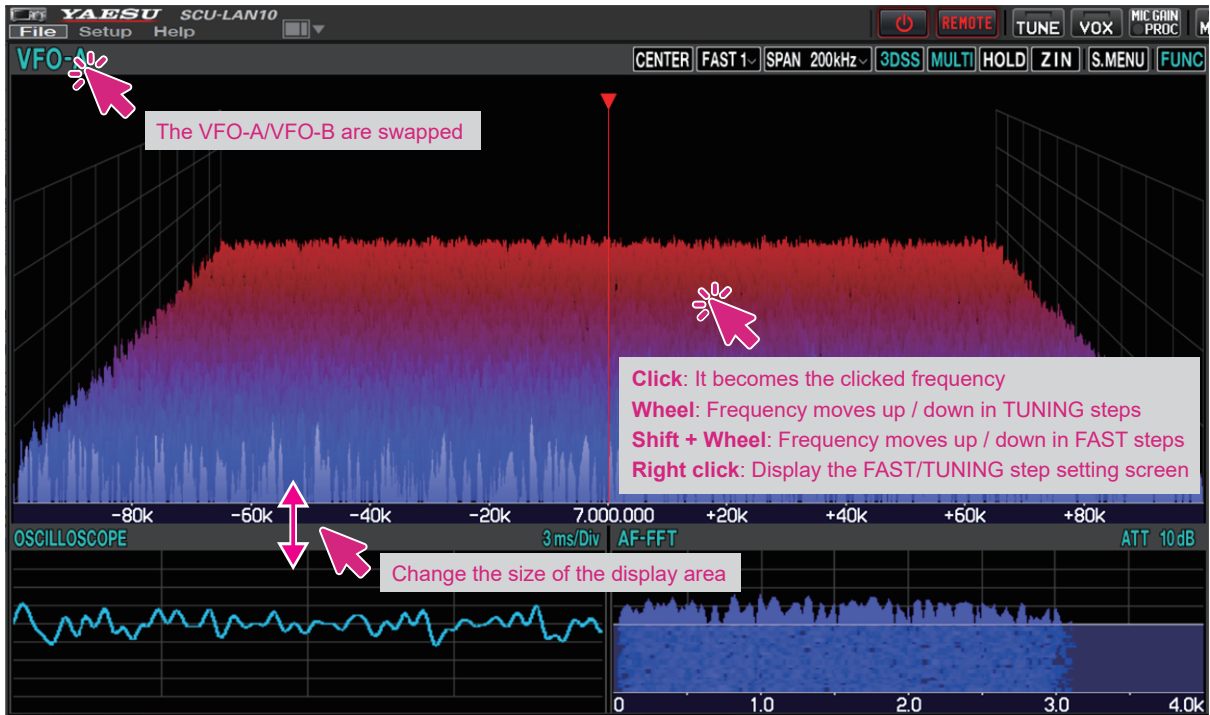 YAESU SCU-LAN10
File Setup Help
REMOTE TUNE VOX MIC GAIN
PROC
VFO-A
CENTER FAST 1 SPAN 200kHz 3DSS MULTI HOLD Z IN S.MENU FUNC
The VFO-A/VFO-B are swapped
Click: It becomes the clicked frequency
Wheel: Frequency moves up / down in TUNING steps
Shift + Wheel: Frequency moves up / down in FAST steps
Right click: Display the FAST/TUNING step setting screen
-80k -60k -40k -20k 7.000.000 +20k +40k +60k +80k
OSCILLOSCOPE 3 ms/Div AF-FFT ATT 10 dB
Change the size of the display area
0 1.0 2.0 3.0 4.0k